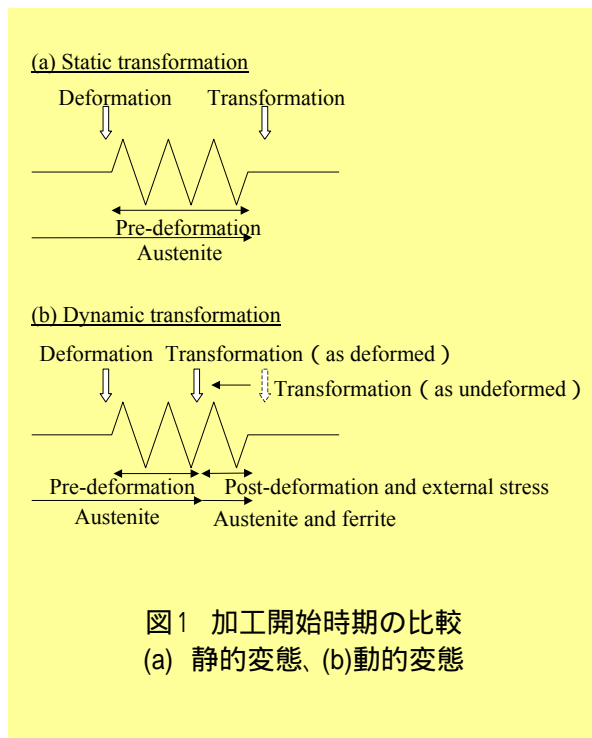 (a) Static transformation
Deformation Transformation
Pre-deformation
Austenite
(b) Dynamic transformation
Deformation Transformation ( as deformed )
Transformation ( as undeformed )
Pre-deformation Post-deformation and external stress
Austenite Austenite and ferrite
図1 加工開始時期の比較
(a) 静的変態、(b)動的変態